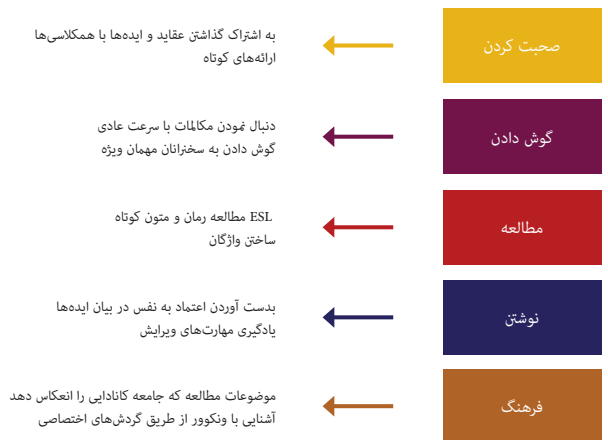 صحبت کردن
به اشتراک گذاشتن عقاید و ایده‌ها با همکلاسی‌ها
ارائه‌های کوتاه
گوش دادن
دنبال نمودن مکالمات با سرعت عادی
گوش دادن به سخنرانان مهمان ویژه
مطالعه
مطالعه رمان و متون کوتاه ESL
ساختن واژگان
نوشتن
بدست آوردن اعتماد به نفس در بیان ایده‌ها
یادگیری مهارت‌های ویرایش
فرهنگ
موضوعات مطالعه که جامعه کانادایی را انعکاس دهد
آشنایی با ونکوور از طریق گردش‌های اختصاصی